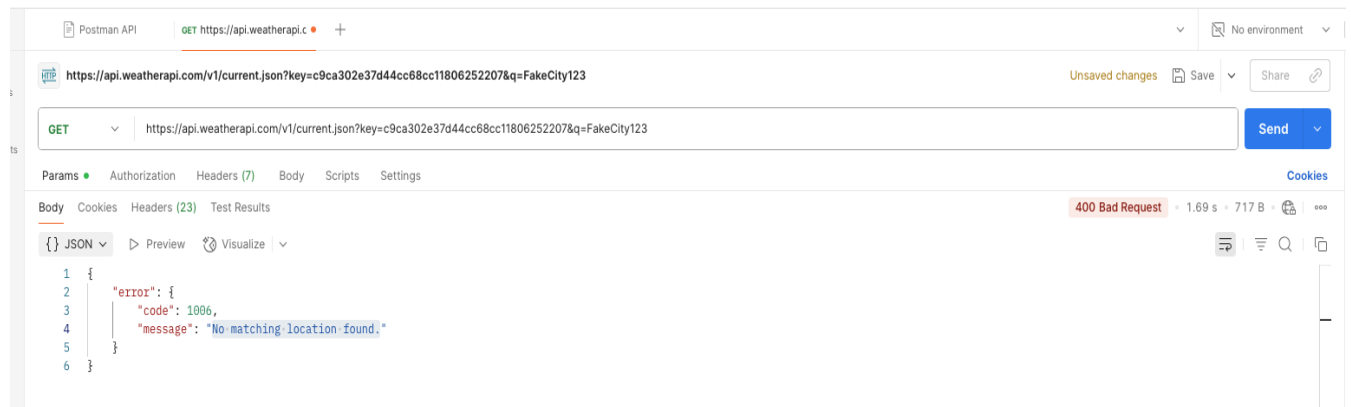 Postman API GET https://api.weatherapi.c No environment
HTTP https://api.weatherapi.com/v1/current.json?key=c9ca302e37d44cc68cc11806252207&q=FakeCity123 Unsaved changes Save Share
s
GET https://api.weatherapi.com/v1/current.json?key=c9ca302e37d44cc68cc11806252207&q=FakeCity123 Send
ts
Params Authorization Headers (7) Body Scripts Settings Cookies
Body Cookies Headers (23) Test Results 400 Bad Request 1.69 s 717 B
{} JSON Preview Visualize
1 {
2 "error": {
3 "code": 1006,
4 "message": "No matching location found."
5 }
6 }